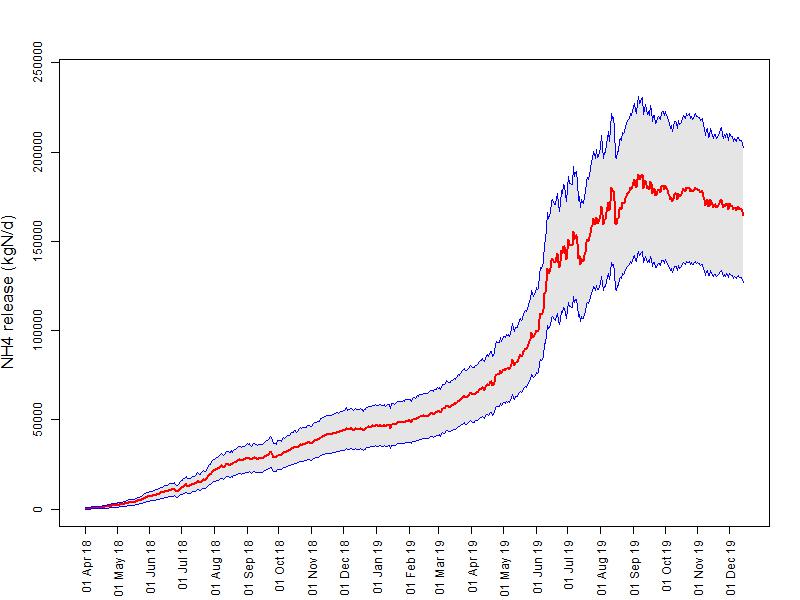 NH4 release (kgN/d)
250000
200000
150000
100000
50000
0
01 Apr 18
01 May 18
01 Jun 18
01 Jul 18
01 Aug 18
01 Sep 18
01 Oct 18
01 Nov 18
01 Dec 18
01 Jan 19
01 Feb 19
01 Mar 19
01 Apr 19
01 May 19
01 Jun 19
01 Jul 19
01 Aug 19
01 Sep 19
01 Oct 19
01 Nov 19
01 Dec 19